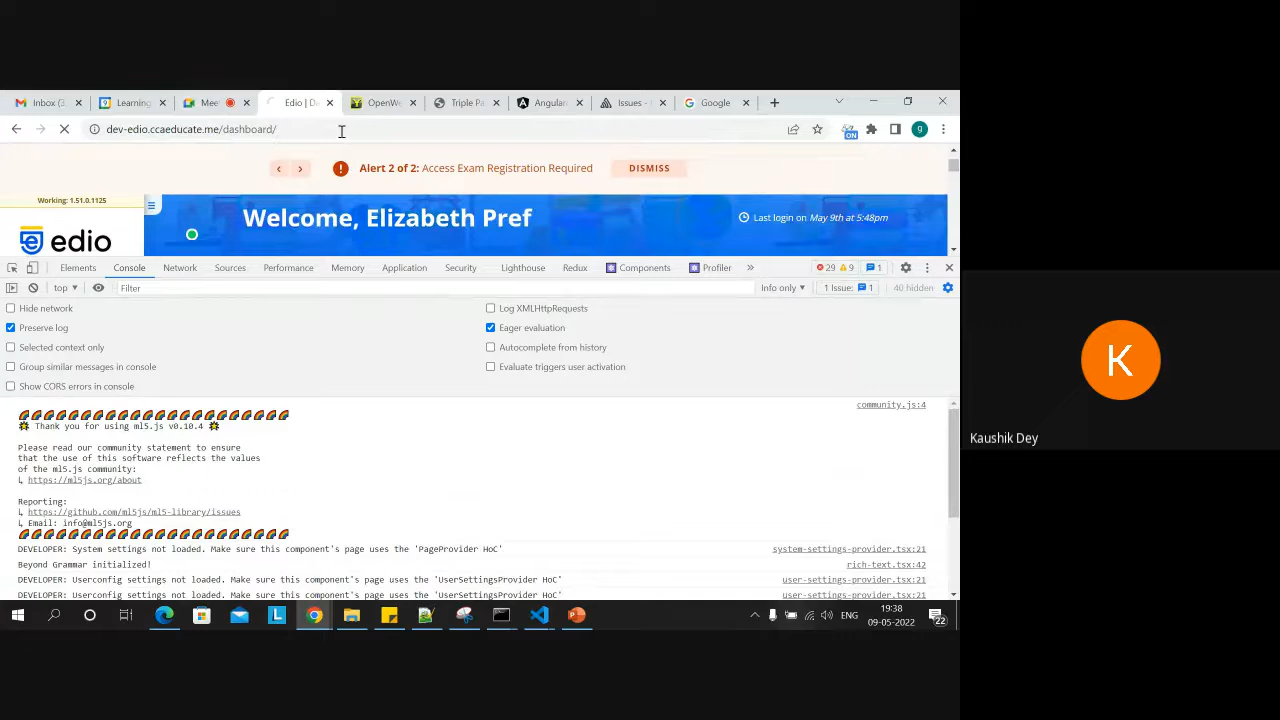 Inbox (3
Learning
Meet
Edio | Da
OpenWe
Triple Pa
Angular
Issues -
Google
dev-edio.ccaeducate.me/dashboard/
ON
9
Alert 2 of 2: Access Exam Registration Required
DISMISS
Working: 1.51.0.1125
edio
Welcome, Elizabeth Pref
Last login on May 9th at 5:48pm
Elements
Console
Network
Sources
Performance
Memory
Application
Security
Lighthouse
Redux
Components
Profiler
29
9
1
top
Filter
Info only
1 Issue: 1
40 hidden
Hide network
Log XMLHttpRequests
Preserve log
Eager evaluation
Selected context only
Autocomplete from history
Group similar messages in console
Evaluate triggers user activation
Show CORS errors in console
community.js:4
Thank you for using ml5.js v0.10.4
Please read our community statement to ensure
that the use of this software reflects the values
of the ml5.js community:
↳ https://ml5js.org/about
Reporting:
↳ https://github.com/ml5js/ml5-library/issues
↳ Email: info@ml5js.org
DEVELOPER: System settings not loaded. Make sure this component's page uses the 'PageProvider HoC'
system-settings-provider.tsx:21
Beyond Grammar initialized!
rich-text.tsx:42
DEVELOPER: Userconfig settings not loaded. Make sure this component's page uses the 'UserSettingsProvider HoC'
user-settings-provider.tsx:21
DEVELOPER: Userconfig settings not loaded. Make sure this component's page uses the 'UserSettingsProvider HoC'
user-settings-provider.tsx:21
L
ENG
19:38
09-05-2022
22
K
Kaushik Dey